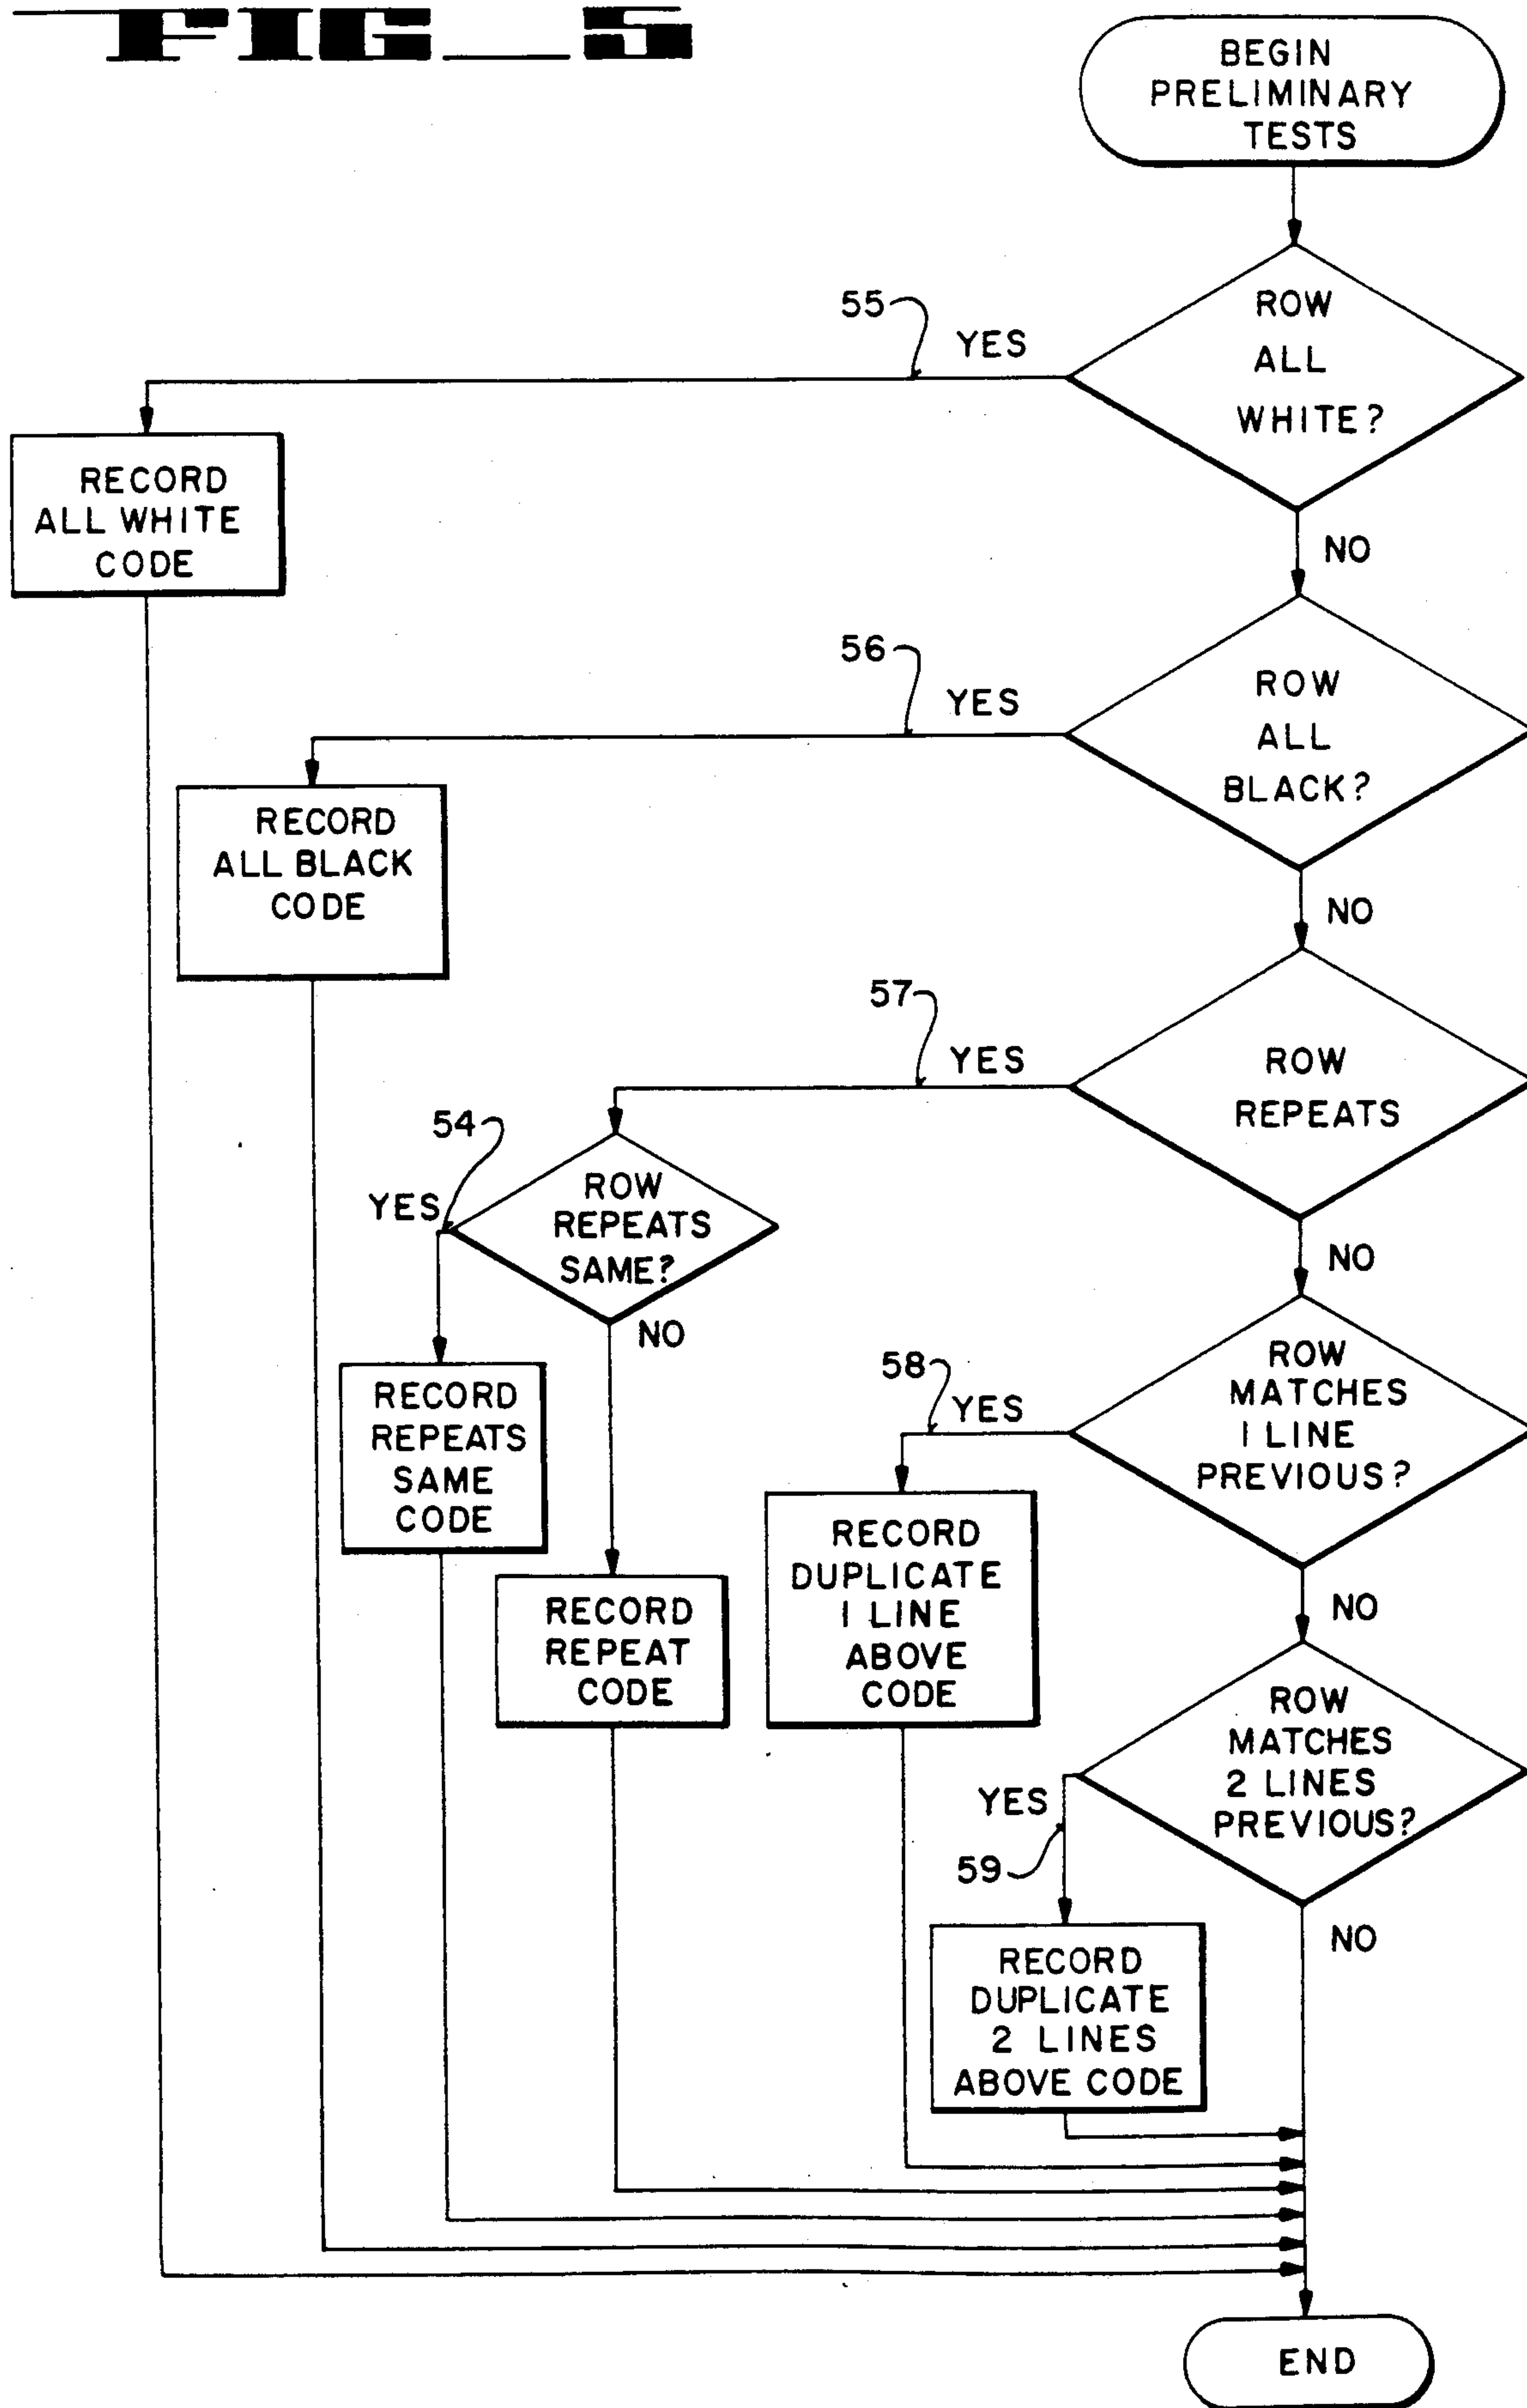 FIG_5
BEGIN
PRELIMINARY
TESTS
ROW
ALL
WHITE?
55
YES
RECORD
ALL WHITE
CODE
NO
ROW
ALL
BLACK?
56
YES
RECORD
ALL BLACK
CODE
NO
ROW
REPEATS
57
YES
54
YES
ROW
REPEATS
SAME?
NO
NO
RECORD
REPEATS
SAME
CODE
RECORD
REPEAT
CODE
ROW
MATCHES
1 LINE
PREVIOUS?
58
YES
RECORD
DUPLICATE
1 LINE
ABOVE
CODE
NO
ROW
MATCHES
2 LINES
PREVIOUS?
YES
59
RECORD
DUPLICATE
2 LINES
ABOVE CODE
NO
END